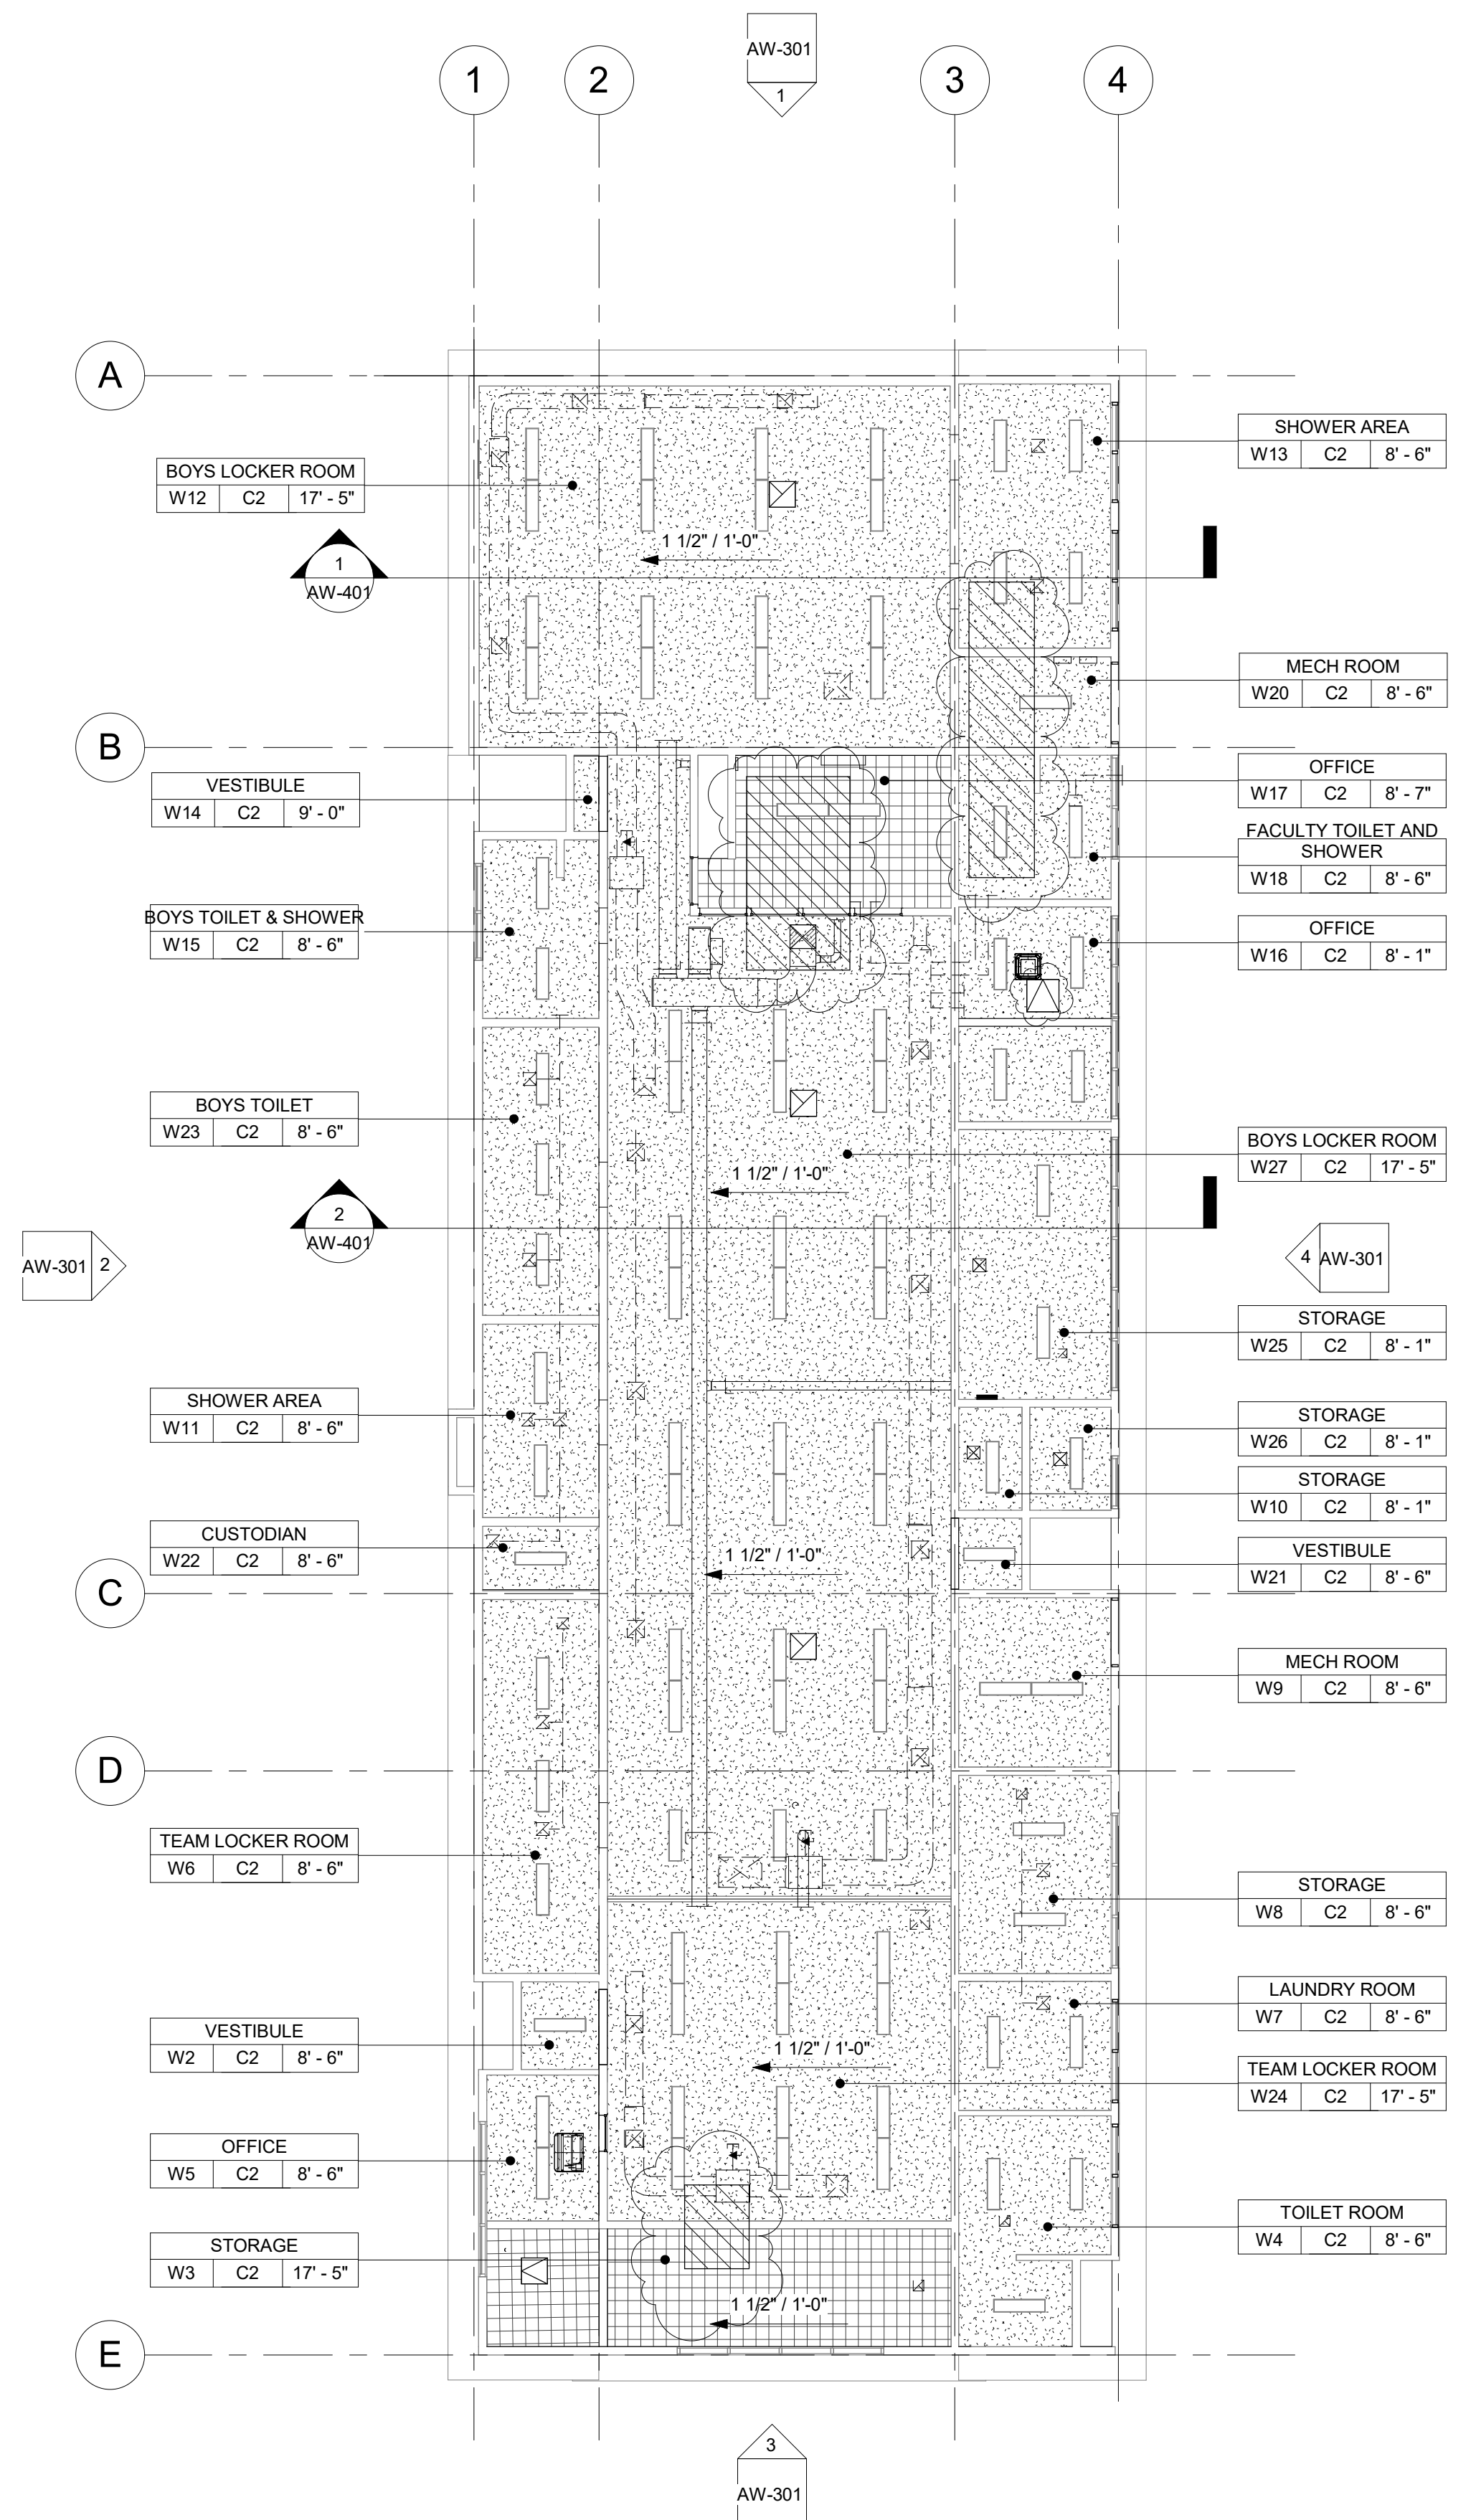 AW-301
1
1 2 3 4
A
SHOWER AREA
W13 C2 8' - 6"
BOYS LOCKER ROOM
W12 C2 17' - 5"
1 1/2" / 1'-0"
1
AW-401
MECH ROOM
W20 C2 8' - 6"
B
OFFICE
W17 C2 8' - 7"
VESTIBULE
W14 C2 9' - 0"
FACULTY TOILET AND
SHOWER
W18 C2 8' - 6"
BOYS TOILET & SHOWER
W15 C2 8' - 6"
OFFICE
W16 C2 8' - 1"
BOYS TOILET
W23 C2 8' - 6"
BOYS LOCKER ROOM
W27 C2 17' - 5"
1 1/2" / 1'-0"
2
AW-401
AW-301 2
4 AW-301
STORAGE
W25 C2 8' - 1"
SHOWER AREA
W11 C2 8' - 6"
STORAGE
W26 C2 8' - 1"
STORAGE
W10 C2 8' - 1"
CUSTODIAN
W22 C2 8' - 6"
1 1/2" / 1'-0"
VESTIBULE
W21 C2 8' - 6"
C
MECH ROOM
W9 C2 8' - 6"
D
TEAM LOCKER ROOM
W6 C2 8' - 6"
STORAGE
W8 C2 8' - 6"
LAUNDRY ROOM
W7 C2 8' - 6"
VESTIBULE
W2 C2 8' - 6"
1 1/2" / 1'-0"
TEAM LOCKER ROOM
W24 C2 17' - 5"
OFFICE
W5 C2 8' - 6"
TOILET ROOM
W4 C2 8' - 6"
STORAGE
W3 C2 17' - 5"
1 1/2" / 1'-0"
E
3
AW-301